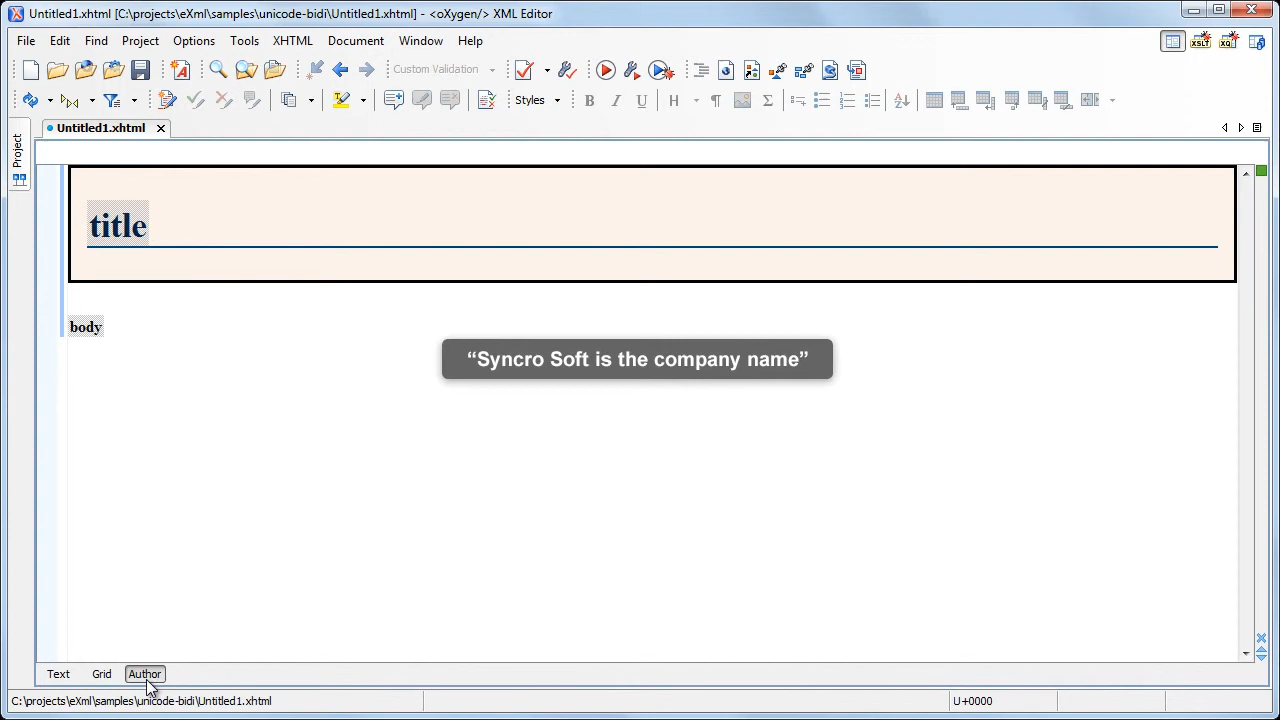 Untitled1.xhtml [C:\projects\eXml\samples\unicode-bidi\Untitled1.xhtml] - <oXygen/> XML Editor
File Edit Find Project Options Tools XHTML Document Window Help
XSLT XQ
Custom Validation
Styles B I U H ¶ Σ
Untitled1.xhtml
Project
title
body
“Syncro Soft is the company name”
Text Grid Author
C:\projects\eXml\samples\unicode-bidi\Untitled1.xhtml U+0000